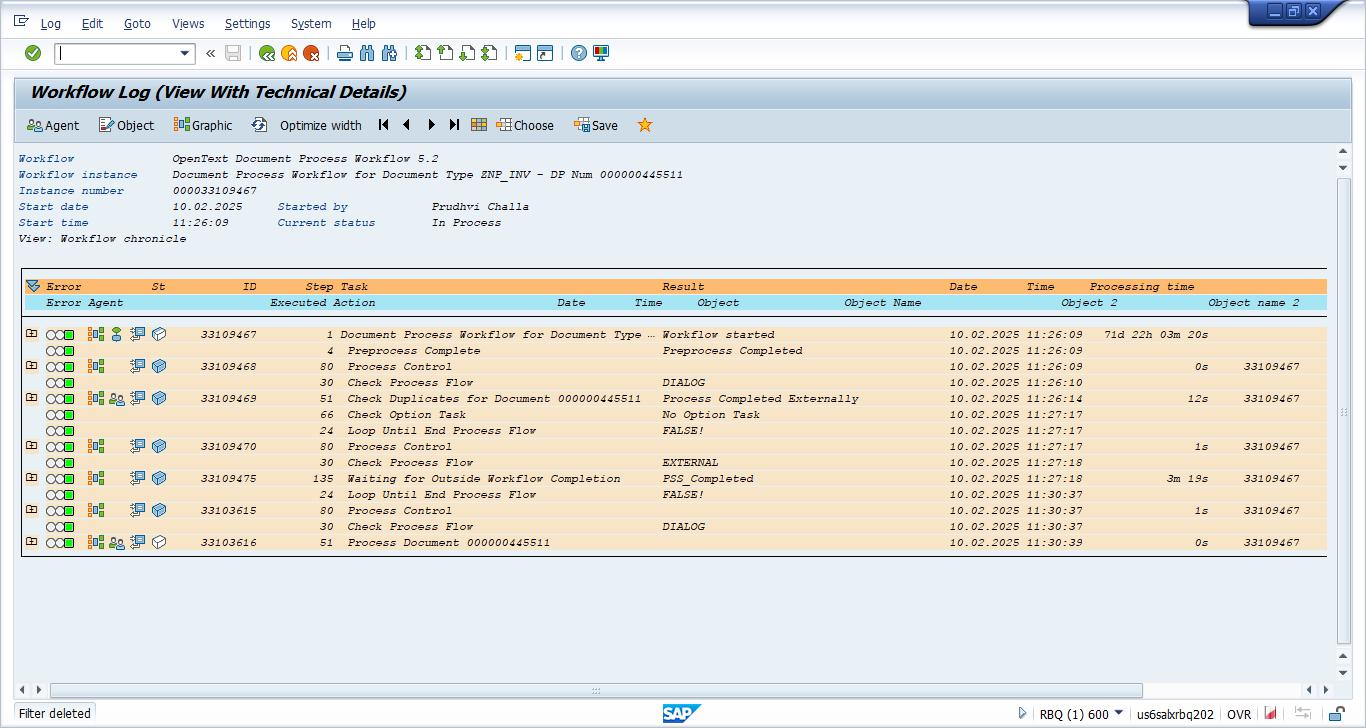 Log Edit Goto Views Settings System Help
Workflow Log (View With Technical Details)
Agent Object Graphic Optimize width Choose Save
Workflow OpenText Document Process Workflow 5.2
Workflow instance Document Process Workflow for Document Type ZNP_INV - DP Num 000000445511
Instance number 000033109467
Start date 10.02.2025 Started by Prudhvi Challa
Start time 11:26:09 Current status In Process
View: Workflow chronicle
Error St ID Step Task Result Date Time Processing time
Error Agent Executed Action Date Time Object Object Name Object 2 Object name 2
33109467 1 Document Process Workflow for Document Type … Workflow started 10.02.2025 11:26:09 71d 22h 03m 20s
4 Preprocess Complete Preprocess Completed 10.02.2025 11:26:09
33109468 80 Process Control 10.02.2025 11:26:09 0s 33109467
30 Check Process Flow DIALOG 10.02.2025 11:26:10
33109469 51 Check Duplicates for Document 000000445511 Process Completed Externally 10.02.2025 11:26:14 12s 33109467
66 Check Option Task No Option Task 10.02.2025 11:27:17
24 Loop Until End Process Flow FALSE! 10.02.2025 11:27:17
33109470 80 Process Control 10.02.2025 11:27:17 1s 33109467
30 Check Process Flow EXTERNAL 10.02.2025 11:27:18
33109475 135 Waiting for Outside Workflow Completion PSS_Completed 10.02.2025 11:27:18 3m 19s 33109467
24 Loop Until End Process Flow FALSE! 10.02.2025 11:30:37
33103615 80 Process Control 10.02.2025 11:30:37 1s 33109467
30 Check Process Flow DIALOG 10.02.2025 11:30:37
33103616 51 Process Document 000000445511 10.02.2025 11:30:39 0s 33109467
Filter deleted SAP RBQ (1) 600 us6salxrbq202 OVR